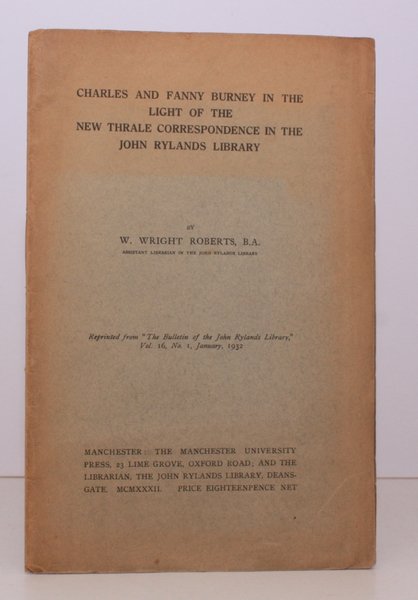 CHARLES AND FANNY BURNEY IN THE
LIGHT OF THE
NEW THRALE CORRESPONDENCE IN THE
JOHN RYLANDS LIBRARY
BY
W. WRIGHT ROBERTS, B.A.
ASSISTANT LIBRARIAN IN THE JOHN RYLANDS LIBRARY
Reprinted from "The Bulletin of the John Rylands Library,"
Vol. 16, No. 1, January, 1932
MANCHESTER: THE MANCHESTER UNIVERSITY
PRESS, 23 LIME GROVE, OXFORD ROAD; AND THE
LIBRARIAN, THE JOHN RYLANDS LIBRARY, DEANS-
GATE. MCMXXXII. PRICE EIGHTEENPENCE NET